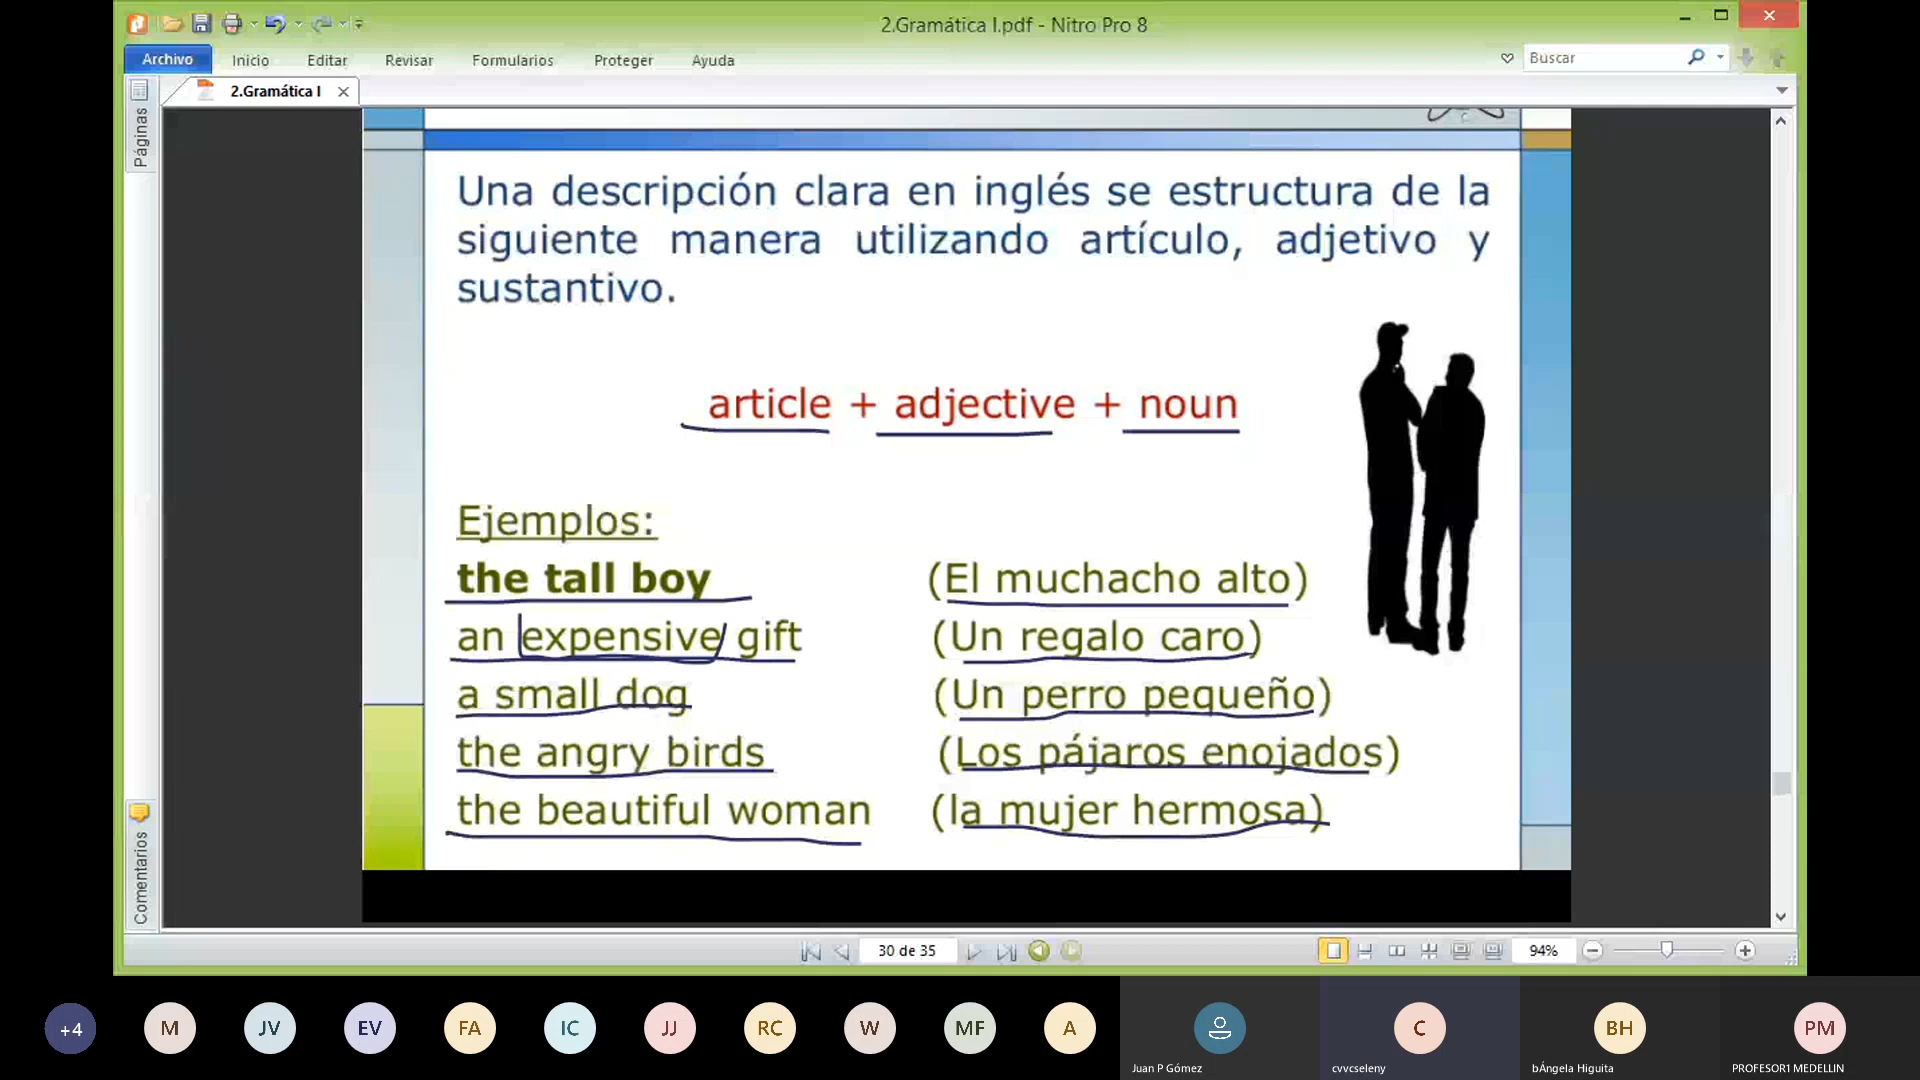 2.Gramática I.pdf - Nitro Pro 8
Archivo Inicio Editar Revisar Formularios Proteger Ayuda Buscar
2.Gramática I
Páginas
Una descripción clara en inglés se estructura de la
siguiente manera utilizando artículo, adjetivo y
sustantivo.
article + adjective + noun
Ejemplos:
the tall boy (El muchacho alto)
an expensive gift (Un regalo caro)
a small dog (Un perro pequeño)
the angry birds (Los pájaros enojados)
the beautiful woman (la mujer hermosa)
Comentarios
30 de 35 94%
+4 M JV EV FA IC JJ RC W MF A C BH PM
Juan P Gómez cvvcseleny bÁngela Higuita PROFESOR1 MEDELLIN